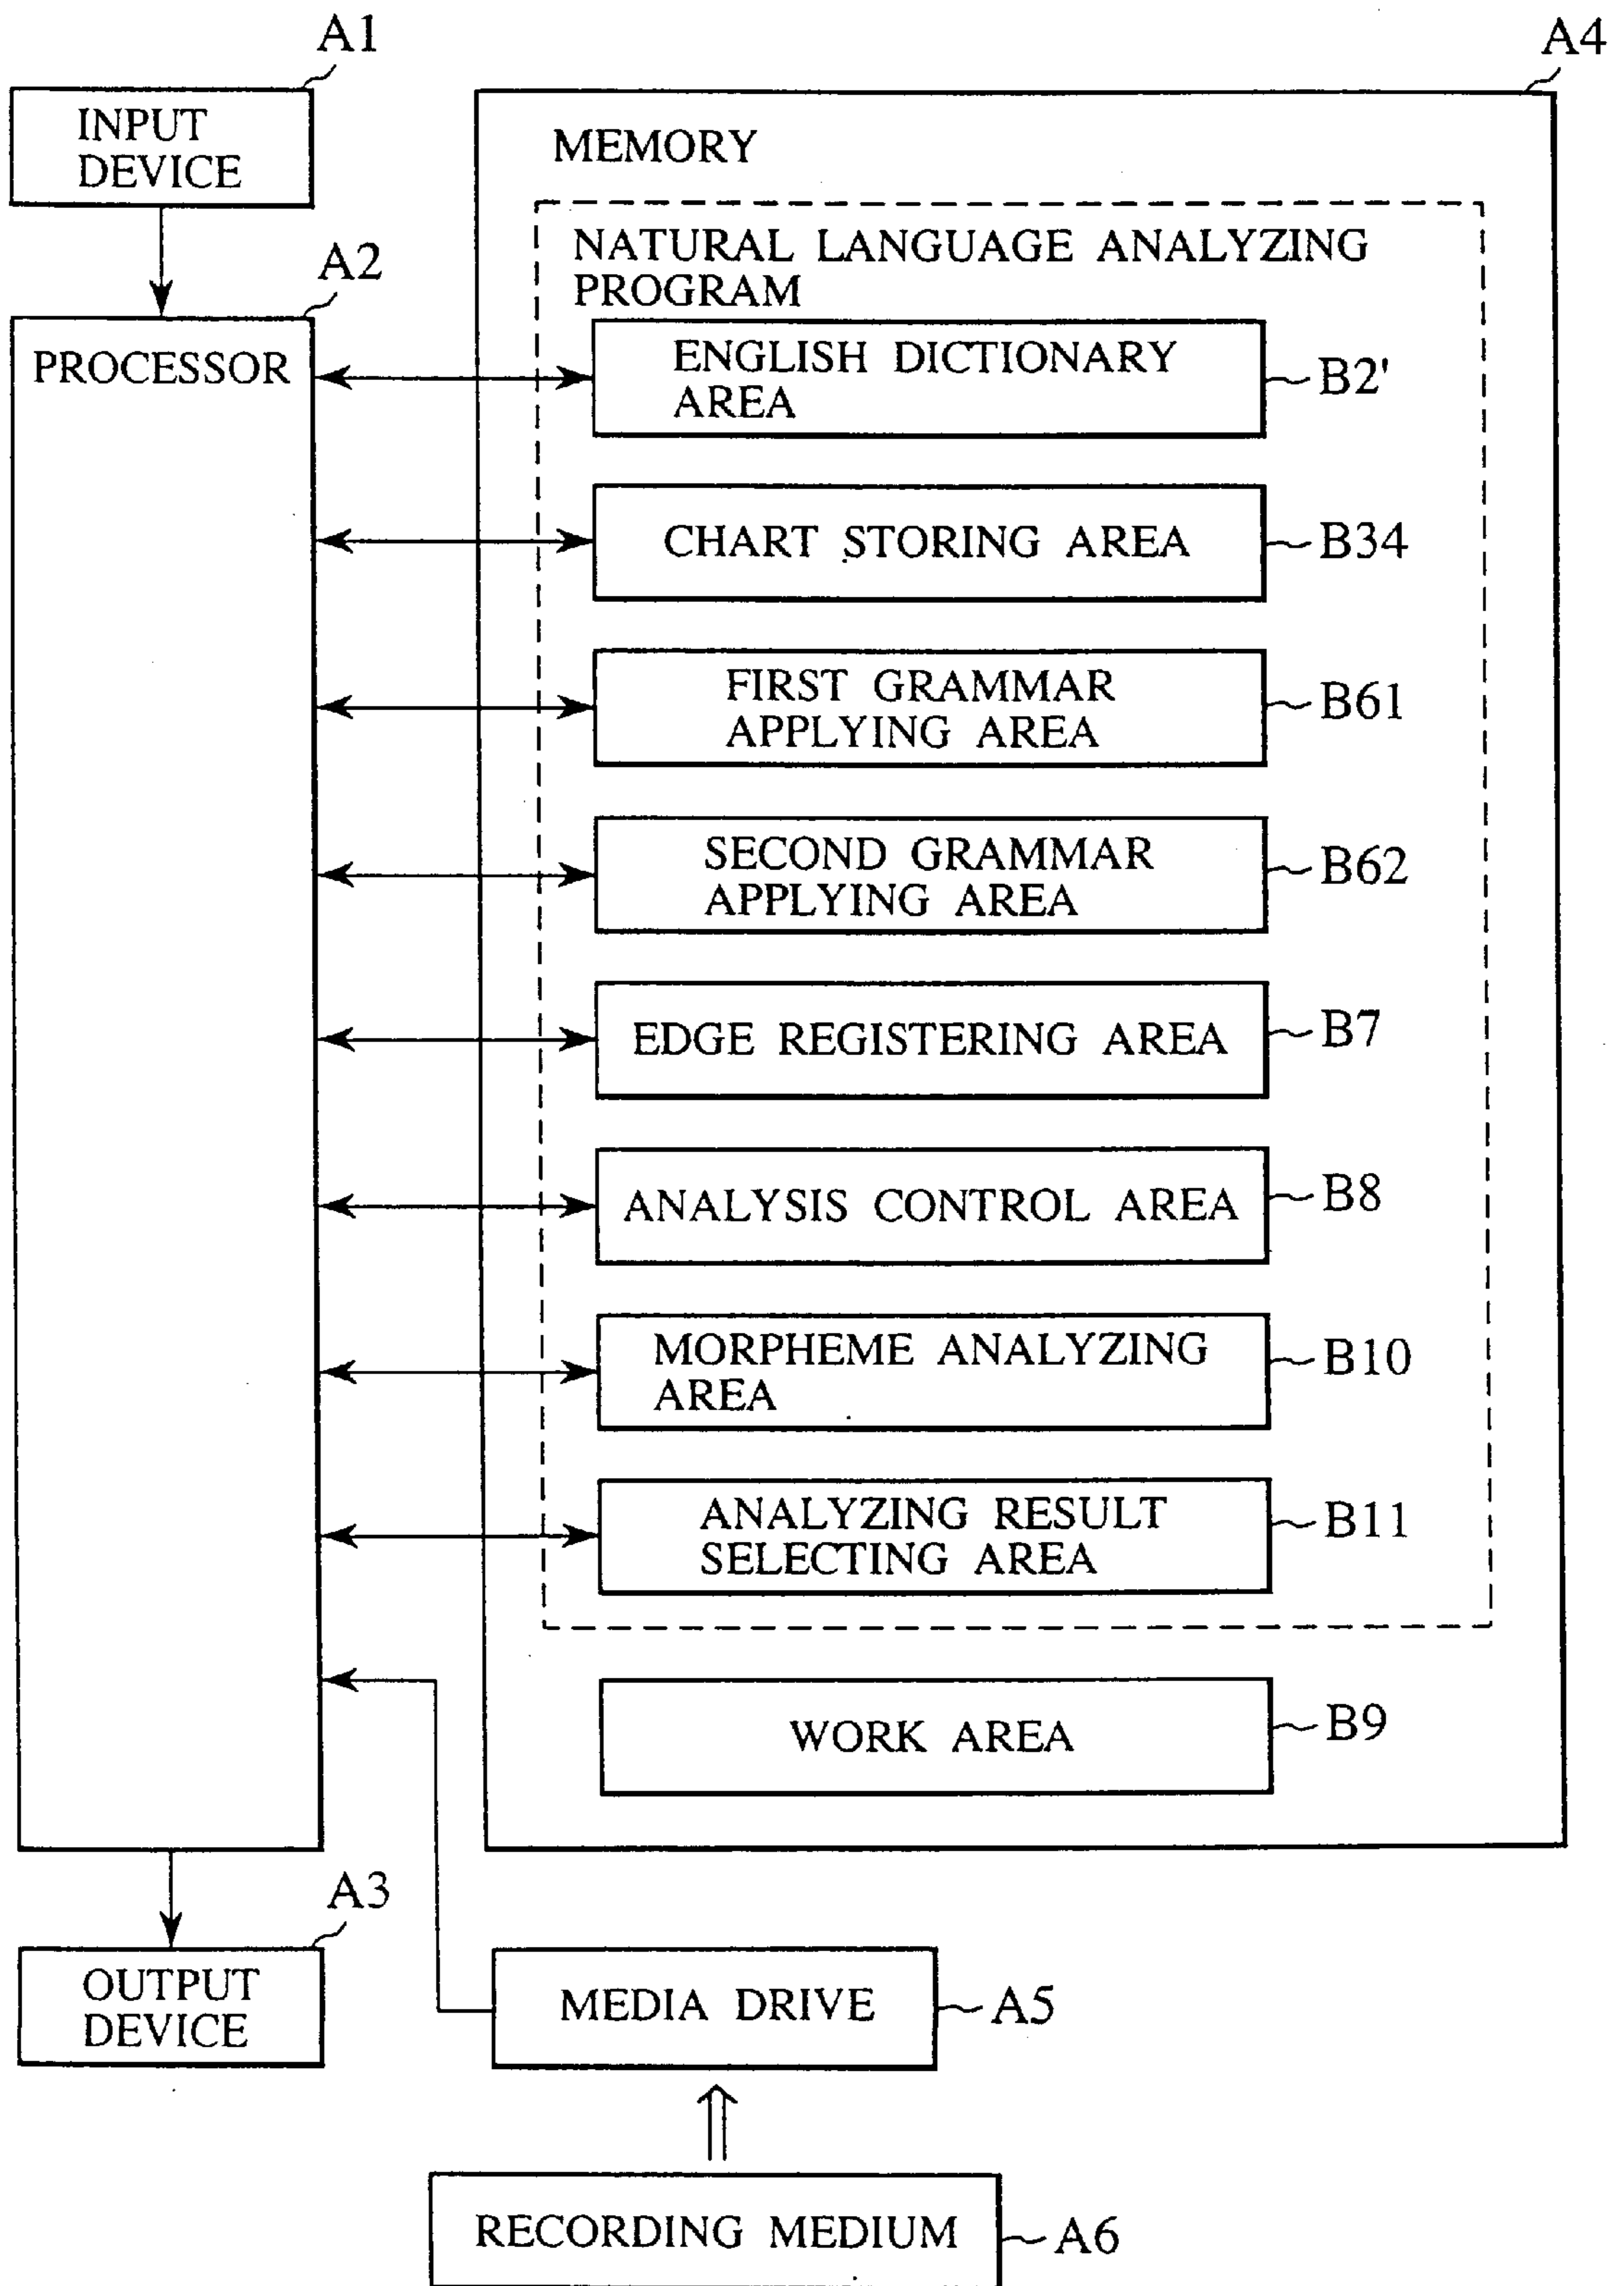 A1
A4
INPUT
DEVICE
MEMORY
A2
NATURAL LANGUAGE ANALYZING
PROGRAM
PROCESSOR
ENGLISH DICTIONARY
AREA
B2'
CHART STORING AREA
B34
FIRST GRAMMAR
APPLYING AREA
B61
SECOND GRAMMAR
APPLYING AREA
B62
EDGE REGISTERING AREA
B7
ANALYSIS CONTROL AREA
B8
MORPHEME ANALYZING
AREA
B10
ANALYZING RESULT
SELECTING AREA
B11
WORK AREA
B9
A3
OUTPUT
DEVICE
MEDIA DRIVE
A5
RECORDING MEDIUM
A6